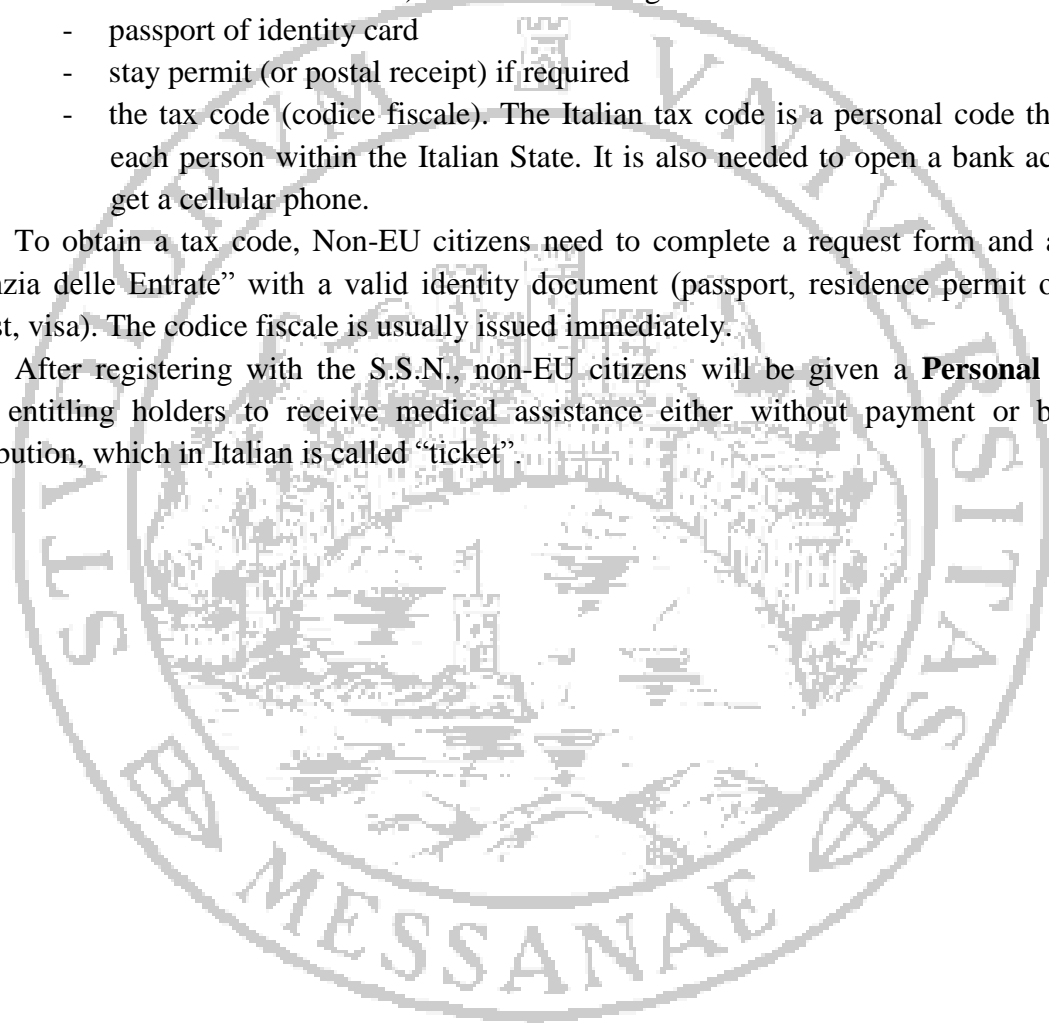 - passport of identity card
- stay permit (or postal receipt) if required
- the tax code (codice fiscale). The Italian tax code is a personal code th
each person within the Italian State. It is also needed to open a bank ac
get a cellular phone.
To obtain a tax code, Non-EU citizens need to complete a request form and a
nzia delle Entrate” with a valid identity document (passport, residence permit o
st, visa). The codice fiscale is usually issued immediately.
After registering with the S.S.N., non-EU citizens will be given a Personal
entitling holders to receive medical assistance either without payment or b
bution, which in Italian is called “ticket”.
STVDIORVM VNIVERSITAS MESSANAE